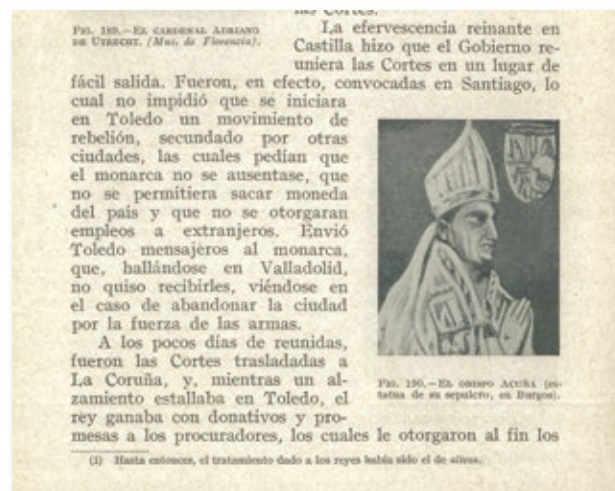 las Cortes.
FIG. 189.—EL CARDENAL ADRIANO
DE UTRECHT. (Mus. de Florencia).
La efervescencia reinante en
Castilla hizo que el Gobierno re-
uniera las Cortes en un lugar de
fácil salida. Fueron, en efecto, convocadas en Santiago, lo
cual no impidió que se iniciara
en Toledo un movimiento de
rebelión, secundado por otras
ciudades, las cuales pedían que
el monarca no se ausentase, que
no se permitiera sacar moneda
del país y que no se otorgaran
empleos a extranjeros. Envió
Toledo mensajeros al monarca,
que, hallándose en Valladolid,
no quiso recibirles, viéndose en
el caso de abandonar la ciudad
por la fuerza de las armas.
A los pocos días de reunidas,
fueron las Cortes trasladadas a
La Coruña, y, mientras un al-
zamiento estallaba en Toledo, el
rey ganaba con donativos y pro-
mesas a los procuradores, los cuales le otorgaron al fin los
FIG. 190.—EL OBISPO ACUÑA (es-
tatua de su sepulcro, en Burgos).
(1) Hasta entonces, el tratamiento dado a los reyes había sido el de alteza.